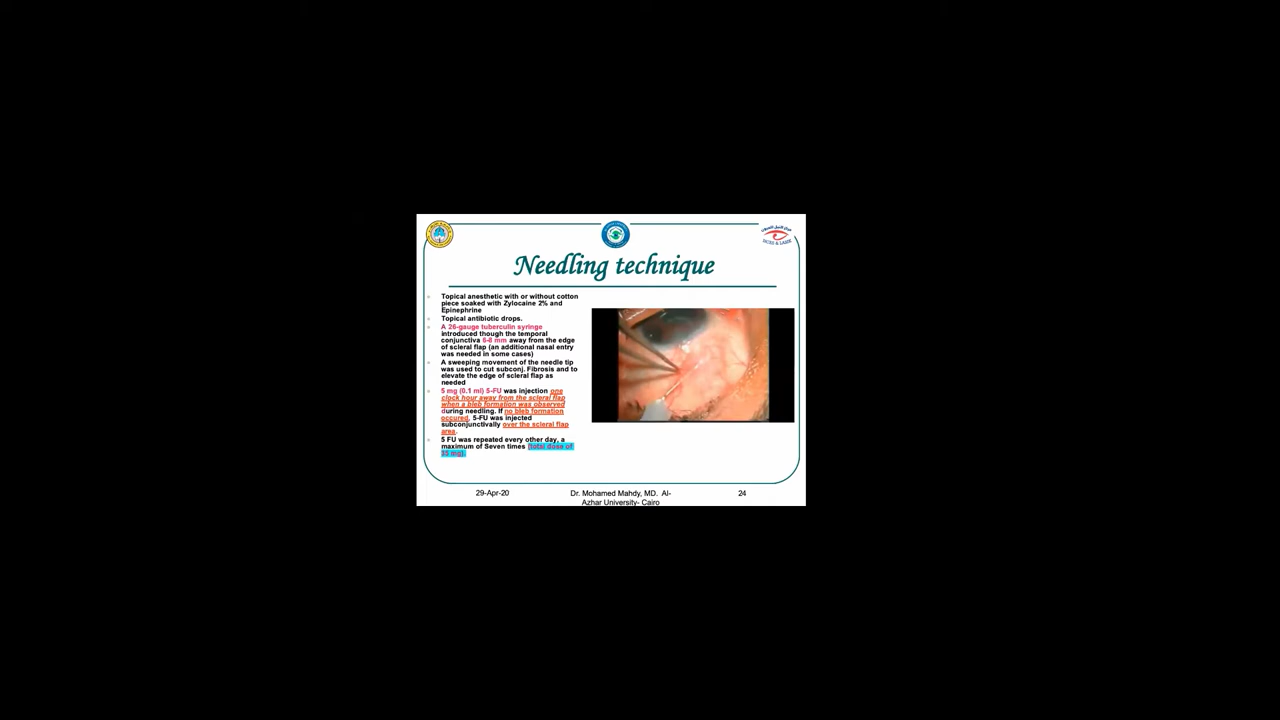 Needling technique
Topical anesthetic with or without cotton
piece soaked with Zylocaine 2% and
Epinephrine
Topical antibiotic drops.
A 26-gauge tuberculin syringe
introduced though the temporal
conjunctiva 6-8 mm away from the edge
of scleral flap (an additional nasal entry
was needed in some cases)
A sweeping movement of the needle tip
was used to cut subconj. Fibrosis and to
elevate the edge of scleral flap as
needed
5 mg (0.1 ml) 5-FU was injection one
clock hour away from the scleral flap
when a bleb formation was observed
during needling. If no bleb formation
occured, 5-FU was injected
subconjunctivally over the scleral flap
area.
5 FU was repeated every other day, a
maximum of Seven times (total dose of
35 mg).
29-Apr-20
Dr. Mohamed Mahdy, MD. Al-
Azhar University- Cairo
24